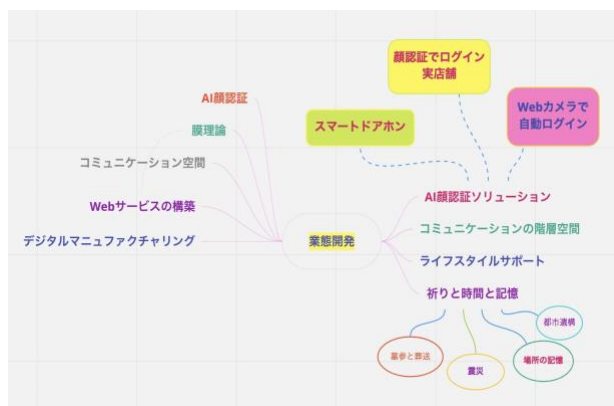 顔認証でログイン
実店舗
Webカメラで
自動ログイン
スマートドアホン
AI顔認証
膜理論
コミュニケーション空間
Webサービスの構築
デジタルマニュファクチャリング
業態開発
AI顔認証ソリューション
コミュニケーションの階層空間
ライフスタイルサポート
祈りと時間と記憶
都市遺構
墓参と葬送
震災
場所の記憶